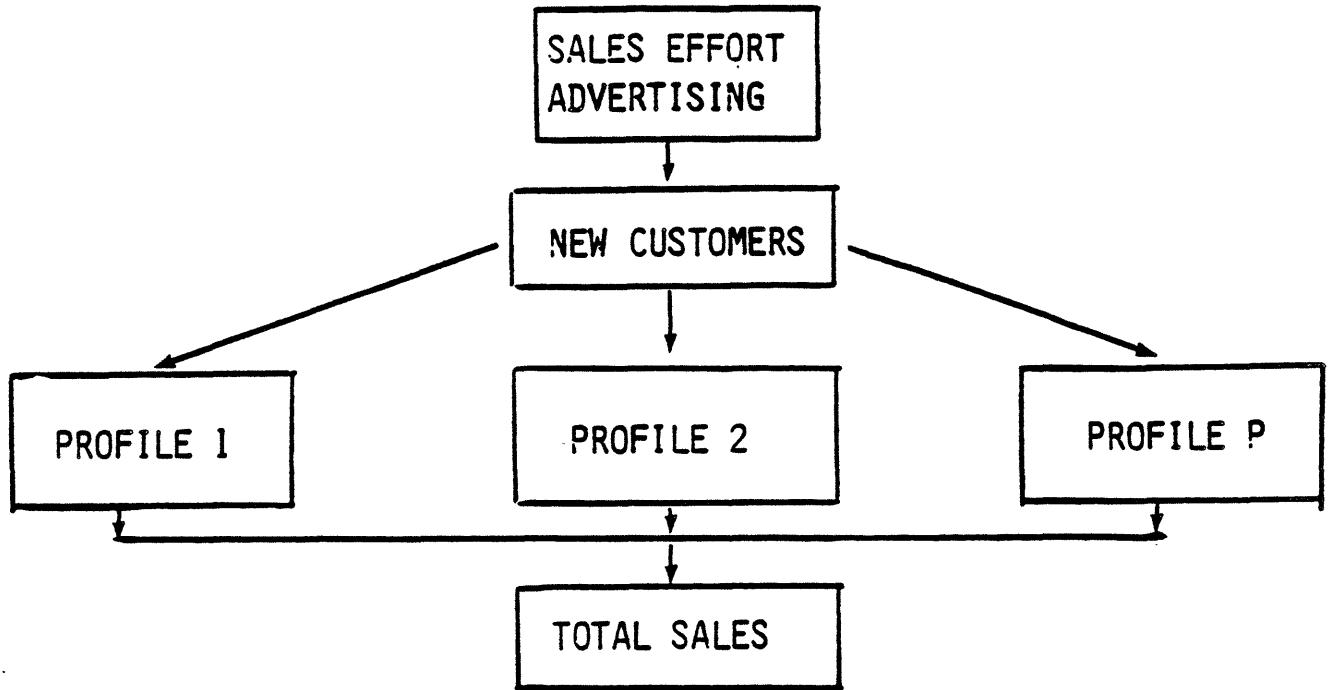 SALES EFFORT
ADVERTISING
NEW CUSTOMERS
PROFILE 1
PROFILE 2
PROFILE P
TOTAL SALES